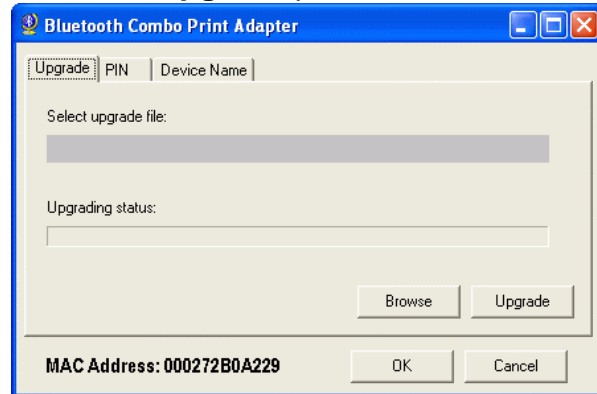 Bluetooth Combo Print Adapter
Upgrade PIN Device Name
Select upgrade file:
Upgrading status:
Browse Upgrade
MAC Address: 000272B0A229 OK Cancel